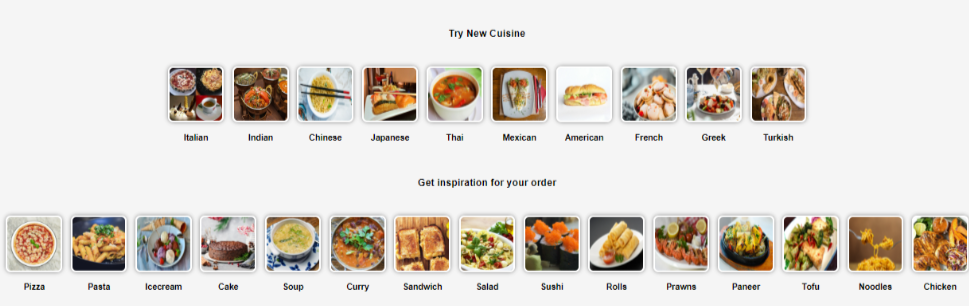 Try New Cuisine
Italian Indian Chinese Japanese Thai Mexican American French Greek Turkish
Get inspiration for your order
Pizza Pasta Icecream Cake Soup Curry Sandwich Salad Sushi Rolls Prawns Paneer Tofu Noodles Chicken